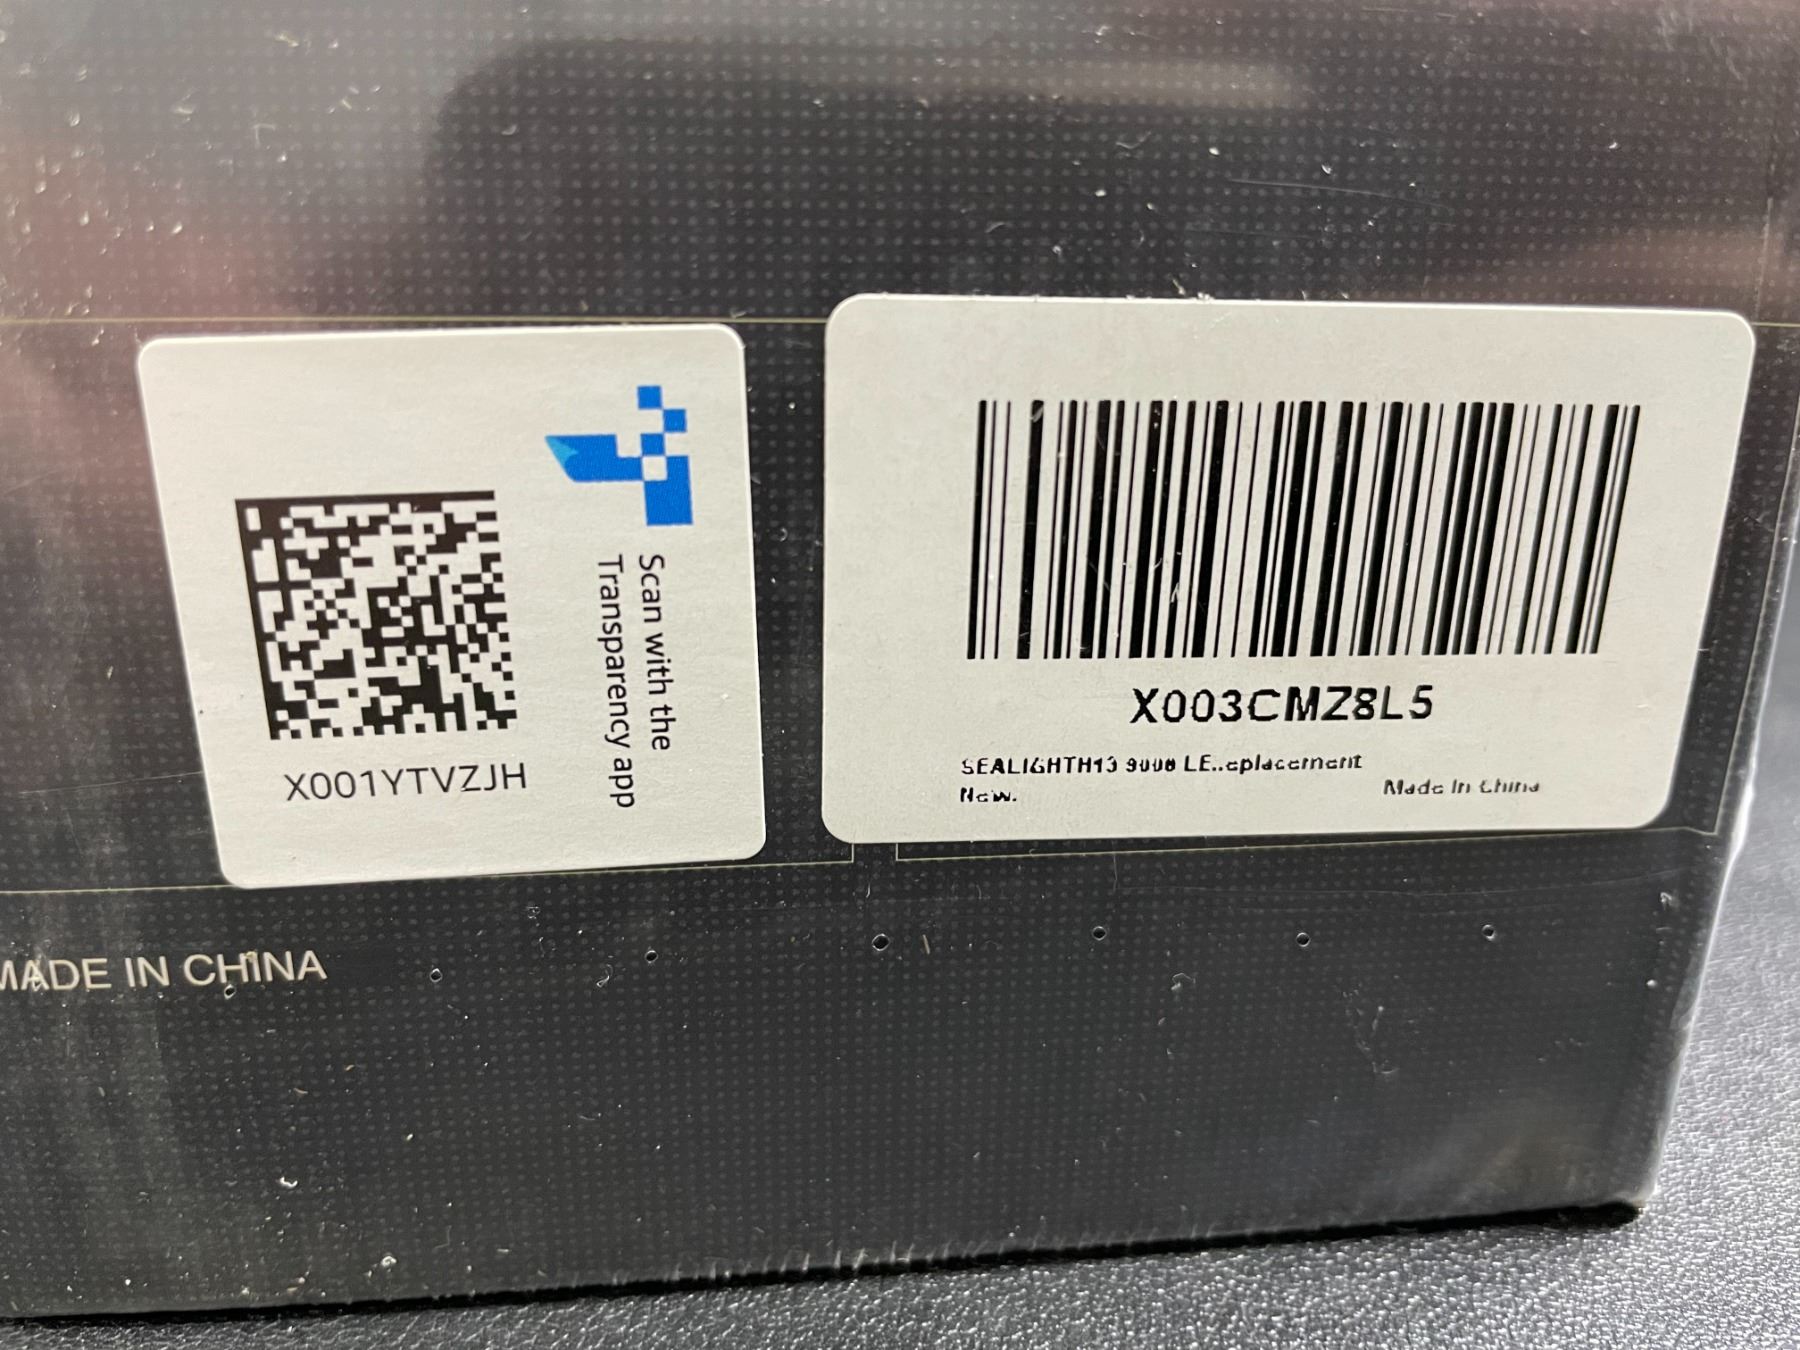 Scan with the
Transparency app
X001YTVZJH
X003CMZ8L5
SEALIGHTH13 9008 LE..eplacement
New.
Made In China
MADE IN CHINA